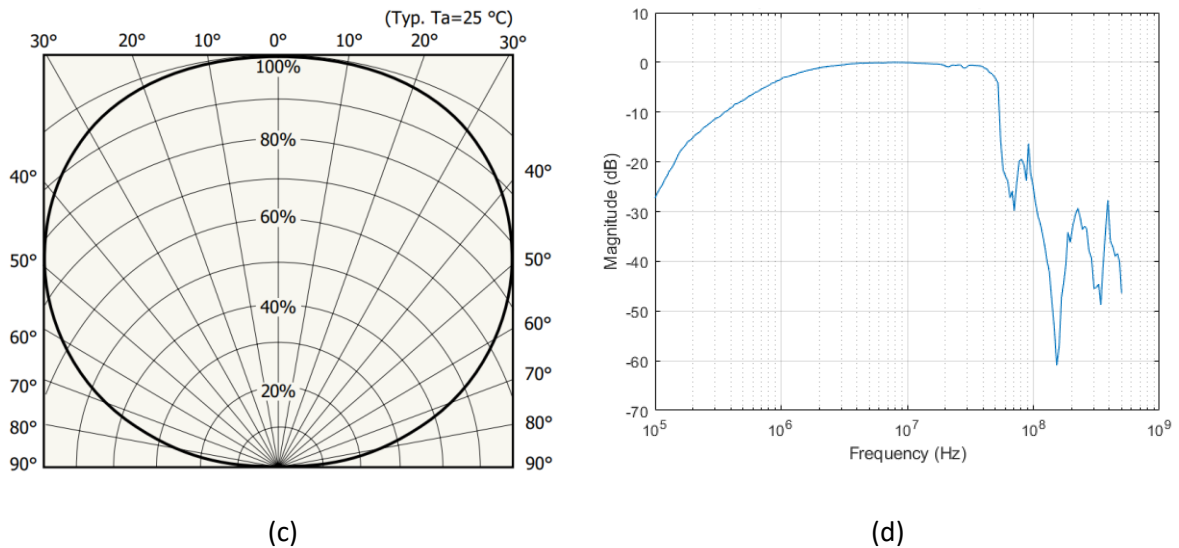 (Typ. Ta=25 °C)
30° 20° 10° 0° 10° 20° 30°
100%
80%
60%
40%
20%
40° 40°
50° 50°
60° 60°
70° 70°
80° 80°
90° 90°
(c)
10
0
-10
-20
-30
-40
-50
-60
-70
Magnitude (dB)
10^5 10^6 10^7 10^8 10^9
Frequency (Hz)
(d)